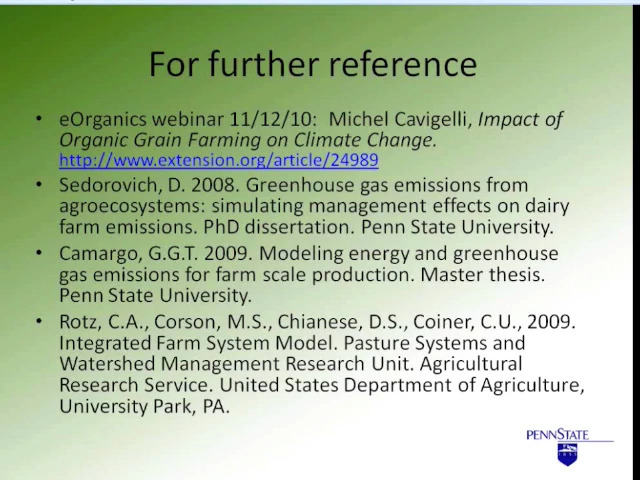 For further reference
• eOrganics webinar 11/12/10: Michel Cavigelli, Impact of
Organic Grain Farming on Climate Change.
http://www.extension.org/article/24989
• Sedorovich, D. 2008. Greenhouse gas emissions from
agroecosystems: simulating management effects on dairy
farm emissions. PhD dissertation. Penn State University.
• Camargo, G.G.T. 2009. Modeling energy and greenhouse
gas emissions for farm scale production. Master thesis.
Penn State University.
• Rotz, C.A., Corson, M.S., Chianese, D.S., Coiner, C.U., 2009.
Integrated Farm System Model. Pasture Systems and
Watershed Management Research Unit. Agricultural
Research Service. United States Department of Agriculture,
University Park, PA.
PENNSTATE